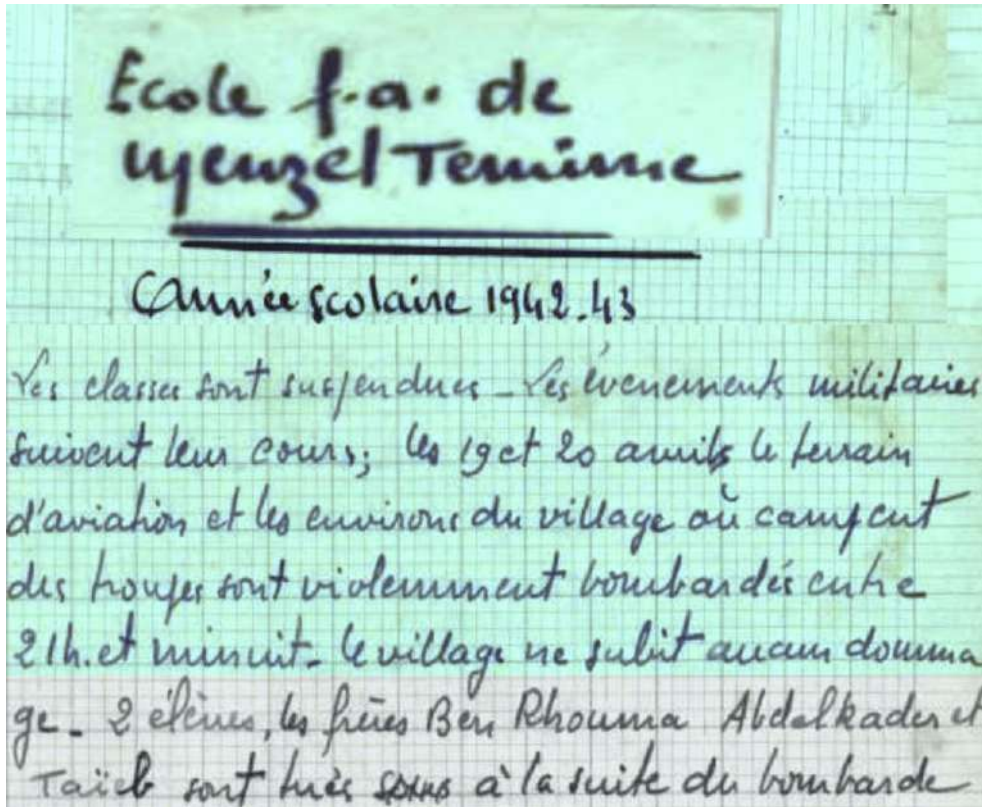 Ecole f.a. de
Menzel Temime
Année scolaire 1942-43
Les classes sont suspendues - Les évènements militaires
suivent leur cours; les 19 et 20 avril le terrain
d'aviation et les environs du village où campent
des troupes sont violemment bombardés entre
21h. et minuit - le village ne subit aucun domma
ge - 2 élèves, les frères Ben Rhouma Abdelkader et
Taïeb sont tués à la suite du bombarde